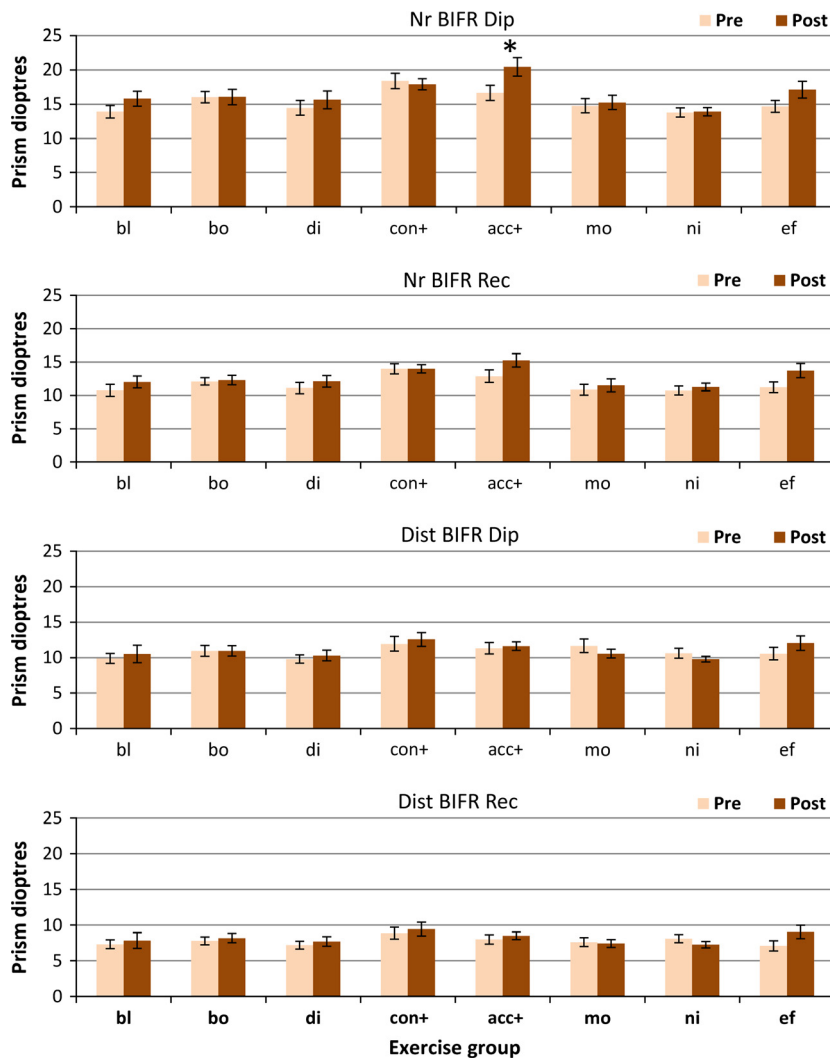 Nr BIFR Dip
Pre Post
Prism dioptres
25
20
15
10
5
0
*
bl bo di con+ acc+ mo ni ef
Nr BIFR Rec
Pre Post
Prism dioptres
25
20
15
10
5
0
bl bo di con+ acc+ mo ni ef
Dist BIFR Dip
Pre Post
Prism dioptres
25
20
15
10
5
0
bl bo di con+ acc+ mo ni ef
Dist BIFR Rec
Pre Post
Prism dioptres
25
20
15
10
5
0
bl bo di con+ acc+ mo ni ef
Exercise group